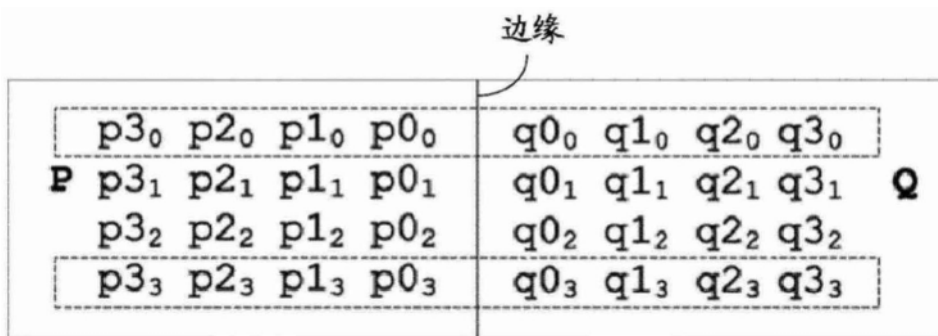 边缘
p3₀ p2₀ p1₀ p0₀ q0₀ q1₀ q2₀ q3₀
P p3₁ p2₁ p1₁ p0₁ q0₁ q1₁ q2₁ q3₁ Q
p3₂ p2₂ p1₂ p0₂ q0₂ q1₂ q2₂ q3₂
p3₃ p2₃ p1₃ p0₃ q0₃ q1₃ q2₃ q3₃